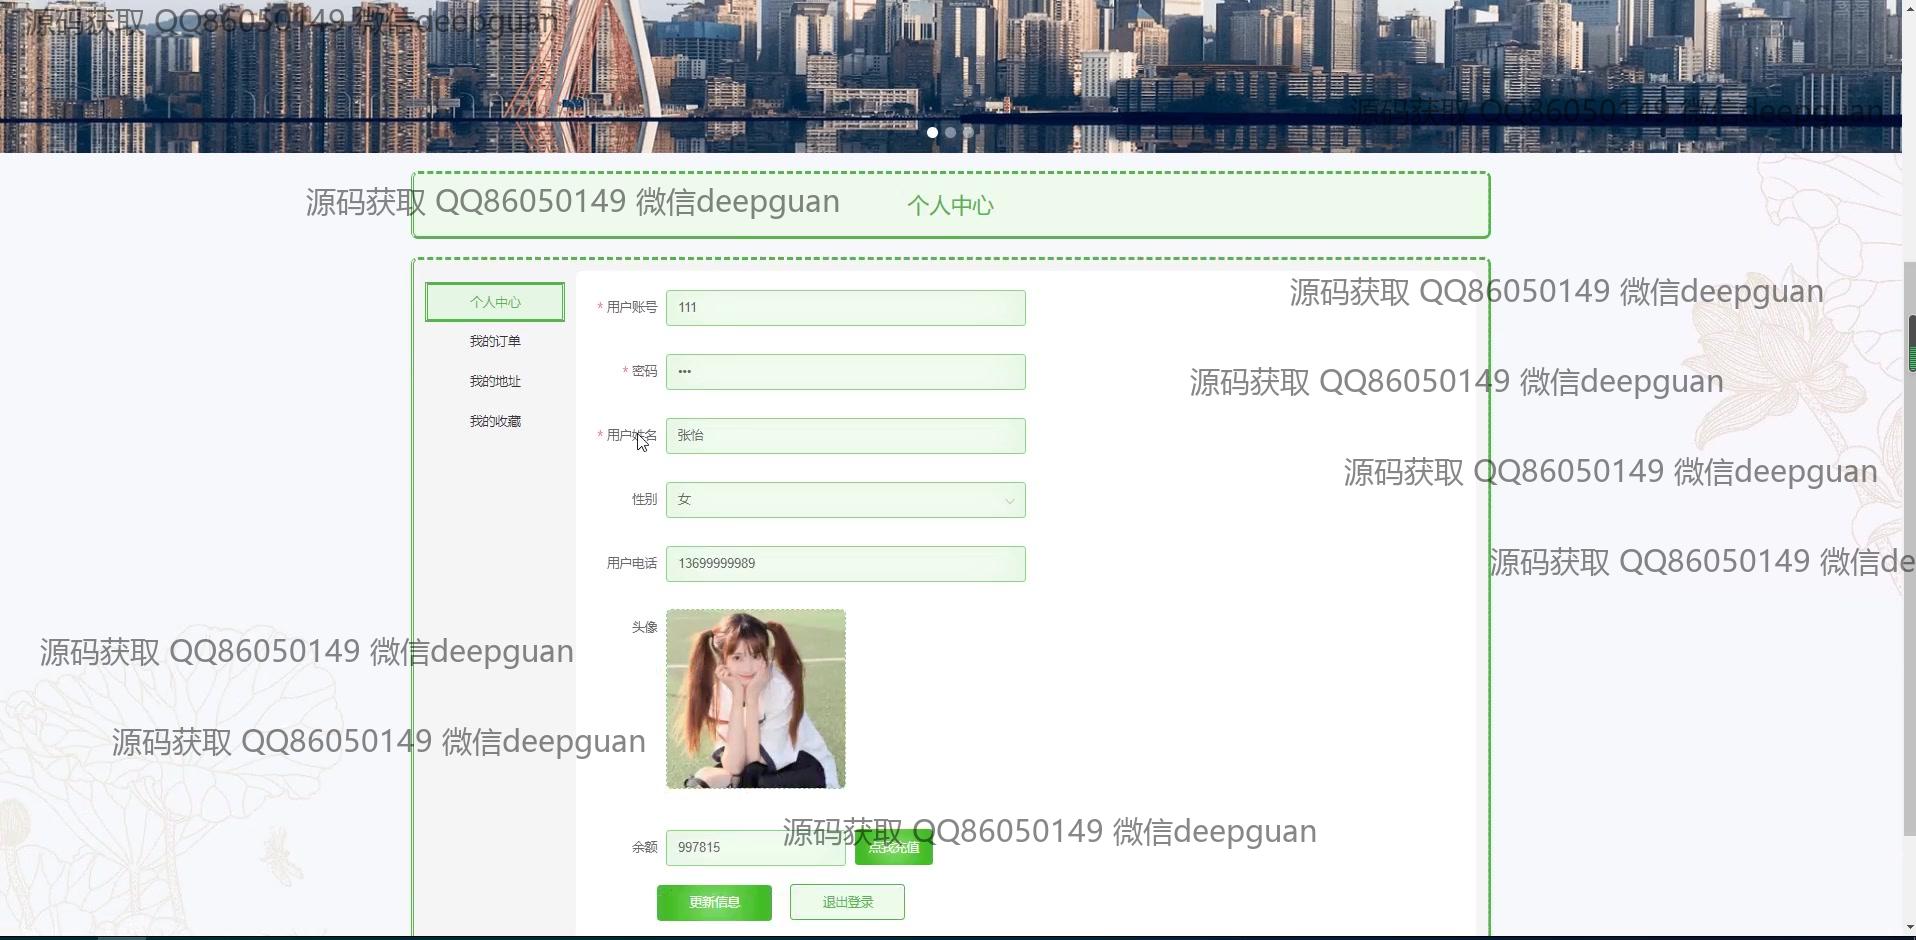 源码获取 QQ86050149 微信deepguan
源码获取 QQ86050149 微信deepguan
源码获取 QQ86050149 微信deepguan
个人中心
源码获取 QQ86050149 微信deepguan
个人中心
* 用户账号 111
我的订单
* 密码 •••
源码获取 QQ86050149 微信deepguan
我的地址
我的收藏
* 用户姓名 张怡
源码获取 QQ86050149 微信deepguan
性别 女
用户电话 13699999989
源码获取 QQ86050149 微信de
头像
源码获取 QQ86050149 微信deepguan
源码获取 QQ86050149 微信deepguan
源码获取 QQ86050149 微信deepguan
余额 997815 点我充值
更新信息 退出登录